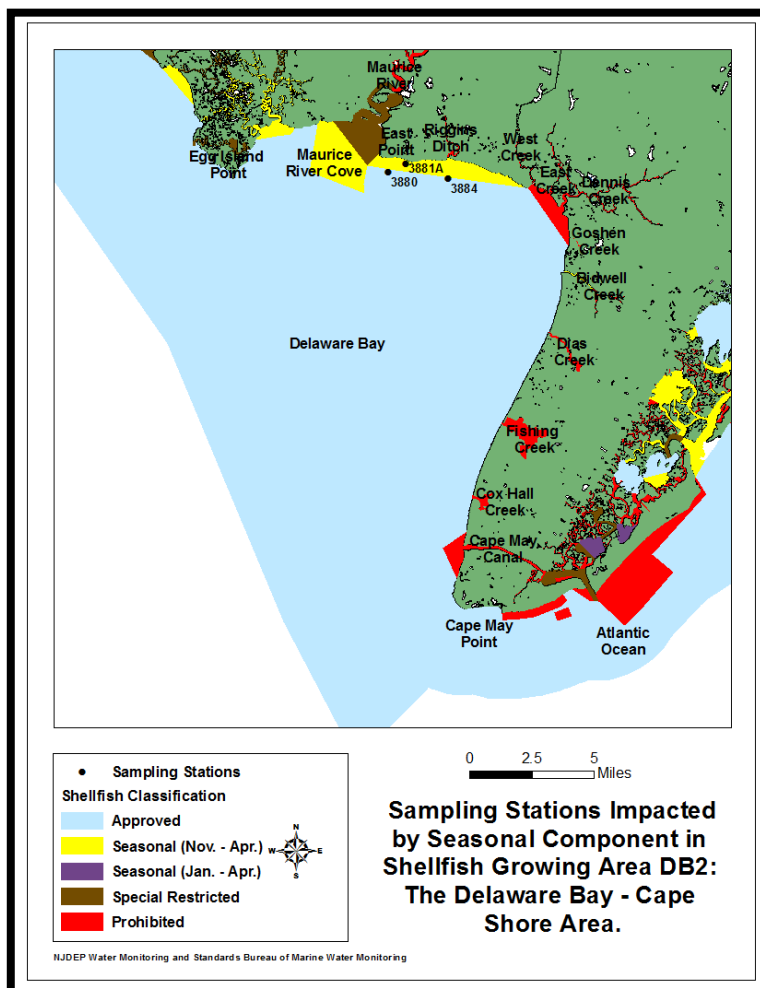 Maurice
River
East
Point
Riggins
Ditch
West
Creek
Egg Island
Point
Maurice
River Cove
3881A
3880
3884
East
Creek
Dennis
Creek
Goshen
Creek
Bidwell
Creek
Delaware Bay
Dias
Creek
Fishing
Creek
Cox Hall
Creek
Cape May
Canal
Cape May
Point
Atlantic
Ocean
Sampling Stations
Shellfish Classification
Approved
Seasonal (Nov. - Apr.)
Seasonal (Jan. - Apr.)
Special Restricted
Prohibited
N
W E
S
0 2.5 5
Miles
Sampling Stations Impacted
by Seasonal Component in
Shellfish Growing Area DB2:
The Delaware Bay - Cape
Shore Area.
NJDEP Water Monitoring and Standards Bureau of Marine Water Monitoring